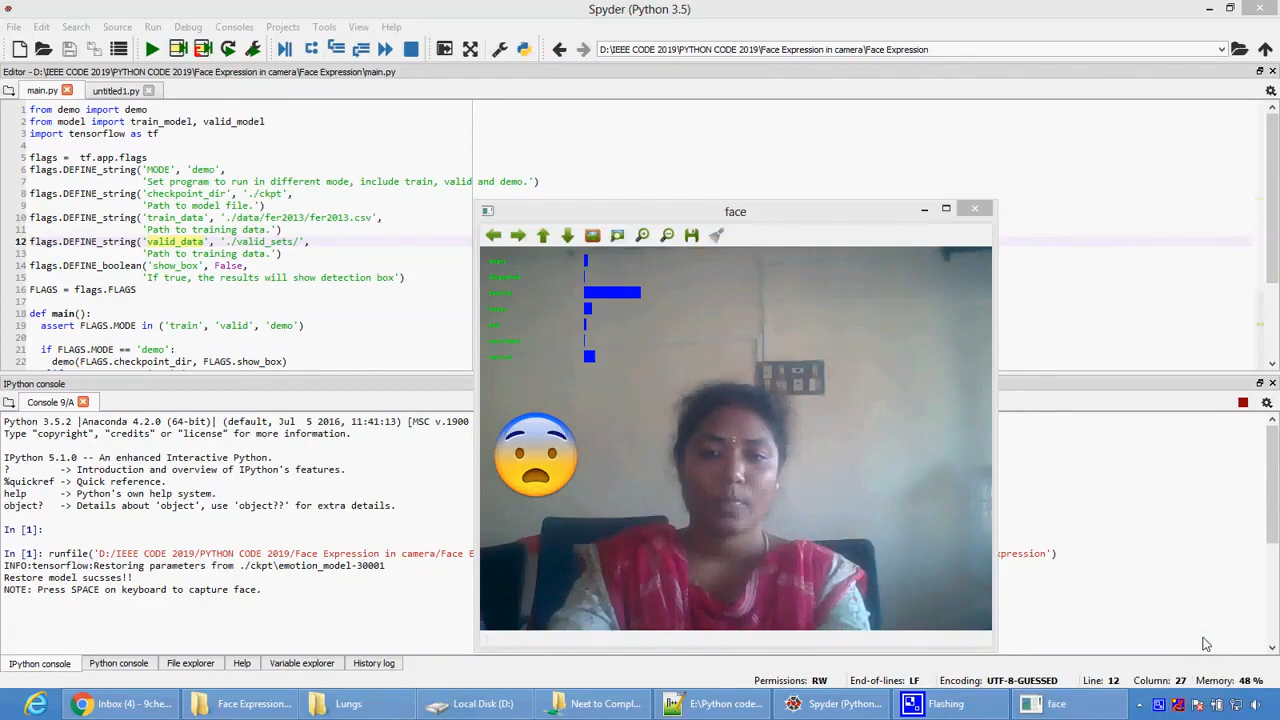 Spyder (Python 3.5)
File Edit Search Source Run Debug Consoles Projects Tools View Help
D:\IEEE CODE 2019\PYTHON CODE 2019\Face Expression in camera\Face Expression
Editor - D:\IEEE CODE 2019\PYTHON CODE 2019\Face Expression in camera\Face Expression\main.py
main.py untitled1.py
1 from demo import demo
2 from model import train_model, valid_model
3 import tensorflow as tf
4
5 flags = tf.app.flags
6 flags.DEFINE_string('MODE', 'demo',
7 'Set program to run in different mode, include train, valid and demo.')
8 flags.DEFINE_string('checkpoint_dir', './ckpt',
9 'Path to model file.')
10 flags.DEFINE_string('train_data', './data/fer2013/fer2013.csv',
11 'Path to training data.')
12 flags.DEFINE_string('valid_data', './valid_sets/',
13 'Path to training data.')
14 flags.DEFINE_boolean('show_box', False,
15 'If true, the results will show detection box')
16 FLAGS = flags.FLAGS
17
18 def main():
19 assert FLAGS.MODE in ('train', 'valid', 'demo')
20
21 if FLAGS.MODE == 'demo':
22 demo(FLAGS.checkpoint_dir, FLAGS.show_box)
face
IPython console
Console 9/A
Python 3.5.2 |Anaconda 4.2.0 (64-bit)| (default, Jul 5 2016, 11:41:13) [MSC v.1900
Type "copyright", "credits" or "license" for more information.
IPython 5.1.0 -- An enhanced Interactive Python.
? -> Introduction and overview of IPython's features.
%quickref -> Quick reference.
help -> Python's own help system.
object? -> Details about 'object', use 'object??' for extra details.
In [1]:
In [1]: runfile('D:/IEEE CODE 2019/PYTHON CODE 2019/Face Expression in camera/Face E xpression')
INFO:tensorflow:Restoring parameters from ./ckpt\emotion_model-30001
Restore model sucsses!!
NOTE: Press SPACE on keyboard to capture face.
IPython console Python console File explorer Help Variable explorer History log
Permissions: RW End-of-lines: LF Encoding: UTF-8-GUESSED Line: 12 Column: 27 Memory: 48 %
Inbox (4) - 9che... Face Expression... Lungs Local Disk (D:) Neet to Compl... E:\Python code... Spyder (Python... Flashing face